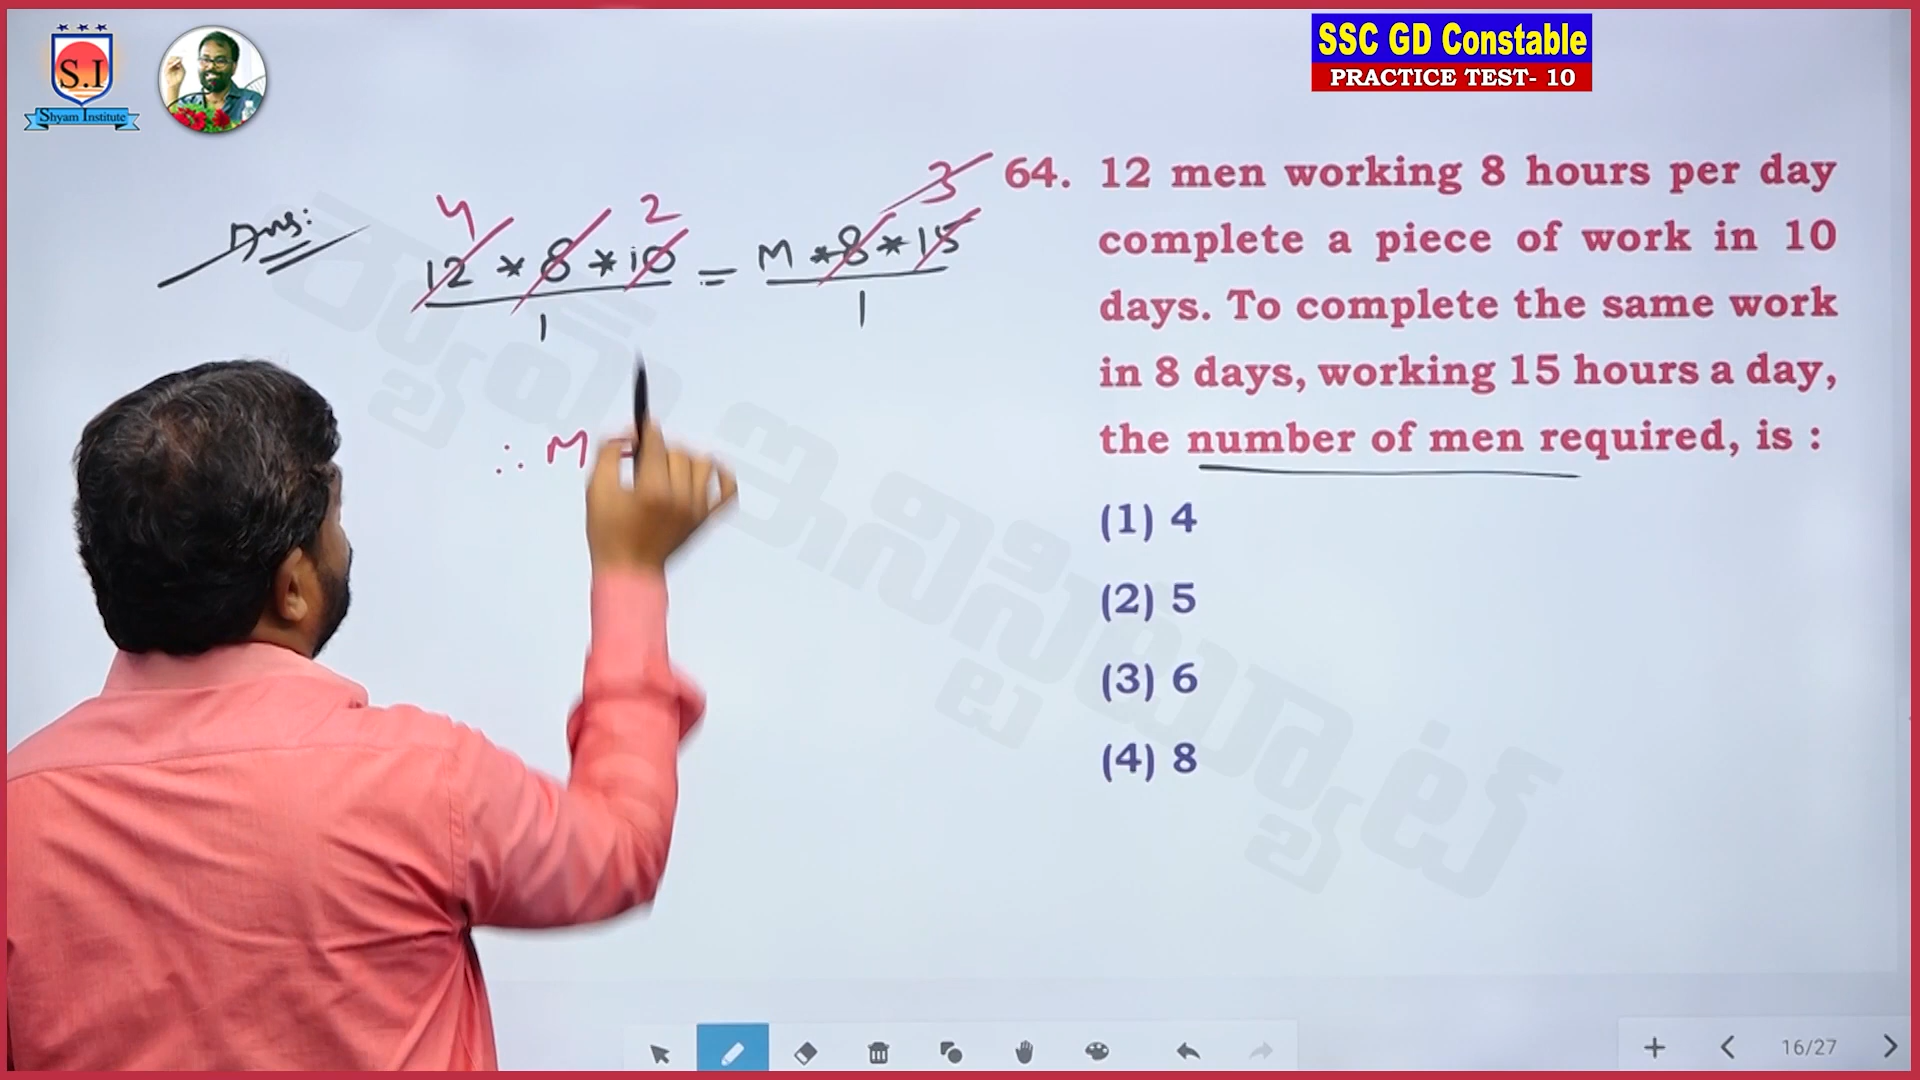 S.I
Shyam Institute
SSC GD Constable
PRACTICE TEST- 10
Ans:
4 2 3
12 * 8 * 10 = M * 8 * 15
1 1
∴ M =
64. 12 men working 8 hours per day
complete a piece of work in 10
days. To complete the same work
in 8 days, working 15 hours a day,
the number of men required, is :
(1) 4
(2) 5
(3) 6
(4) 8
16/27